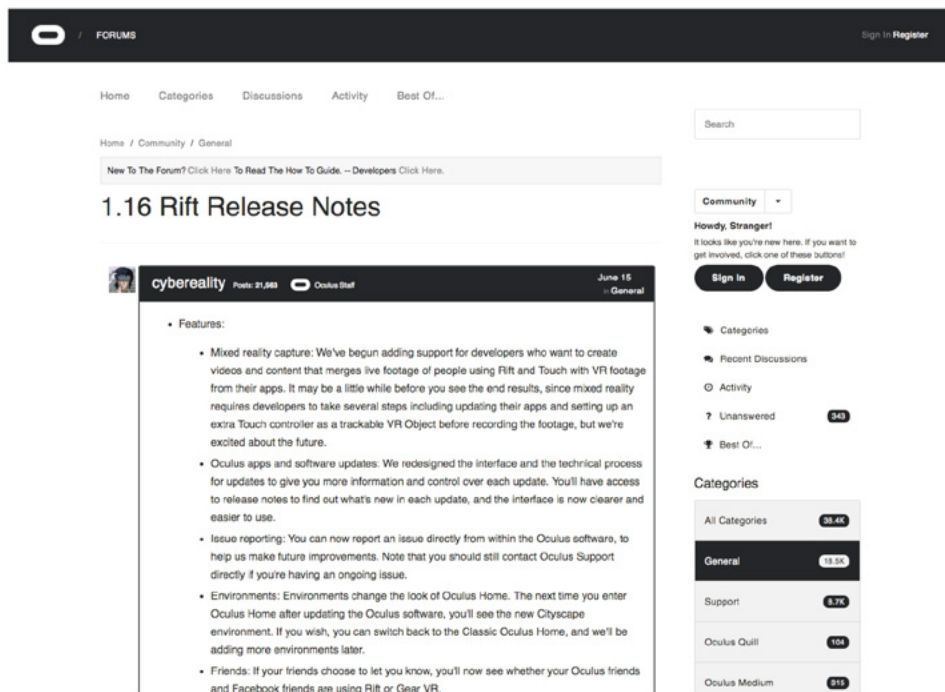 / FORUMS
Sign In Register
Home Categories Discussions Activity Best Of...
Search
Home / Community / General
New To The Forum? Click Here To Read The How To Guide. -- Developers Click Here.
1.16 Rift Release Notes
Community
Howdy, Stranger!
It looks like you're new here. If you want to
get involved, click one of these buttons!
Sign In Register
cybereality Posts: 21,563 Oculus Staff
June 15
in General
• Features:
• Mixed reality capture: We've begun adding support for developers who want to create
videos and content that merges live footage of people using Rift and Touch with VR footage
from their apps. It may be a little while before you see the end results, since mixed reality
requires developers to take several steps including updating their apps and setting up an
extra Touch controller as a trackable VR Object before recording the footage, but we're
excited about the future.
• Oculus apps and software updates: We redesigned the interface and the technical process
for updates to give you more information and control over each update. You'll have access
to release notes to find out what's new in each update, and the interface is now clearer and
easier to use.
• Issue reporting: You can now report an issue directly from within the Oculus software, to
help us make future improvements. Note that you should still contact Oculus Support
directly if you're having an ongoing issue.
• Environments: Environments change the look of Oculus Home. The next time you enter
Oculus Home after updating the Oculus software, you'll see the new Cityscape
environment. If you wish, you can switch back to the Classic Oculus Home, and we'll be
adding more environments later.
• Friends: If your friends choose to let you know, you'll now see whether your Oculus friends
and Facebook friends are using Rift or Gear VR.
Categories
Recent Discussions
Activity
? Unanswered 343
Best Of...
Categories
All Categories 38.4K
General 18.5K
Support 8.7K
Oculus Quill 104
Oculus Medium 315